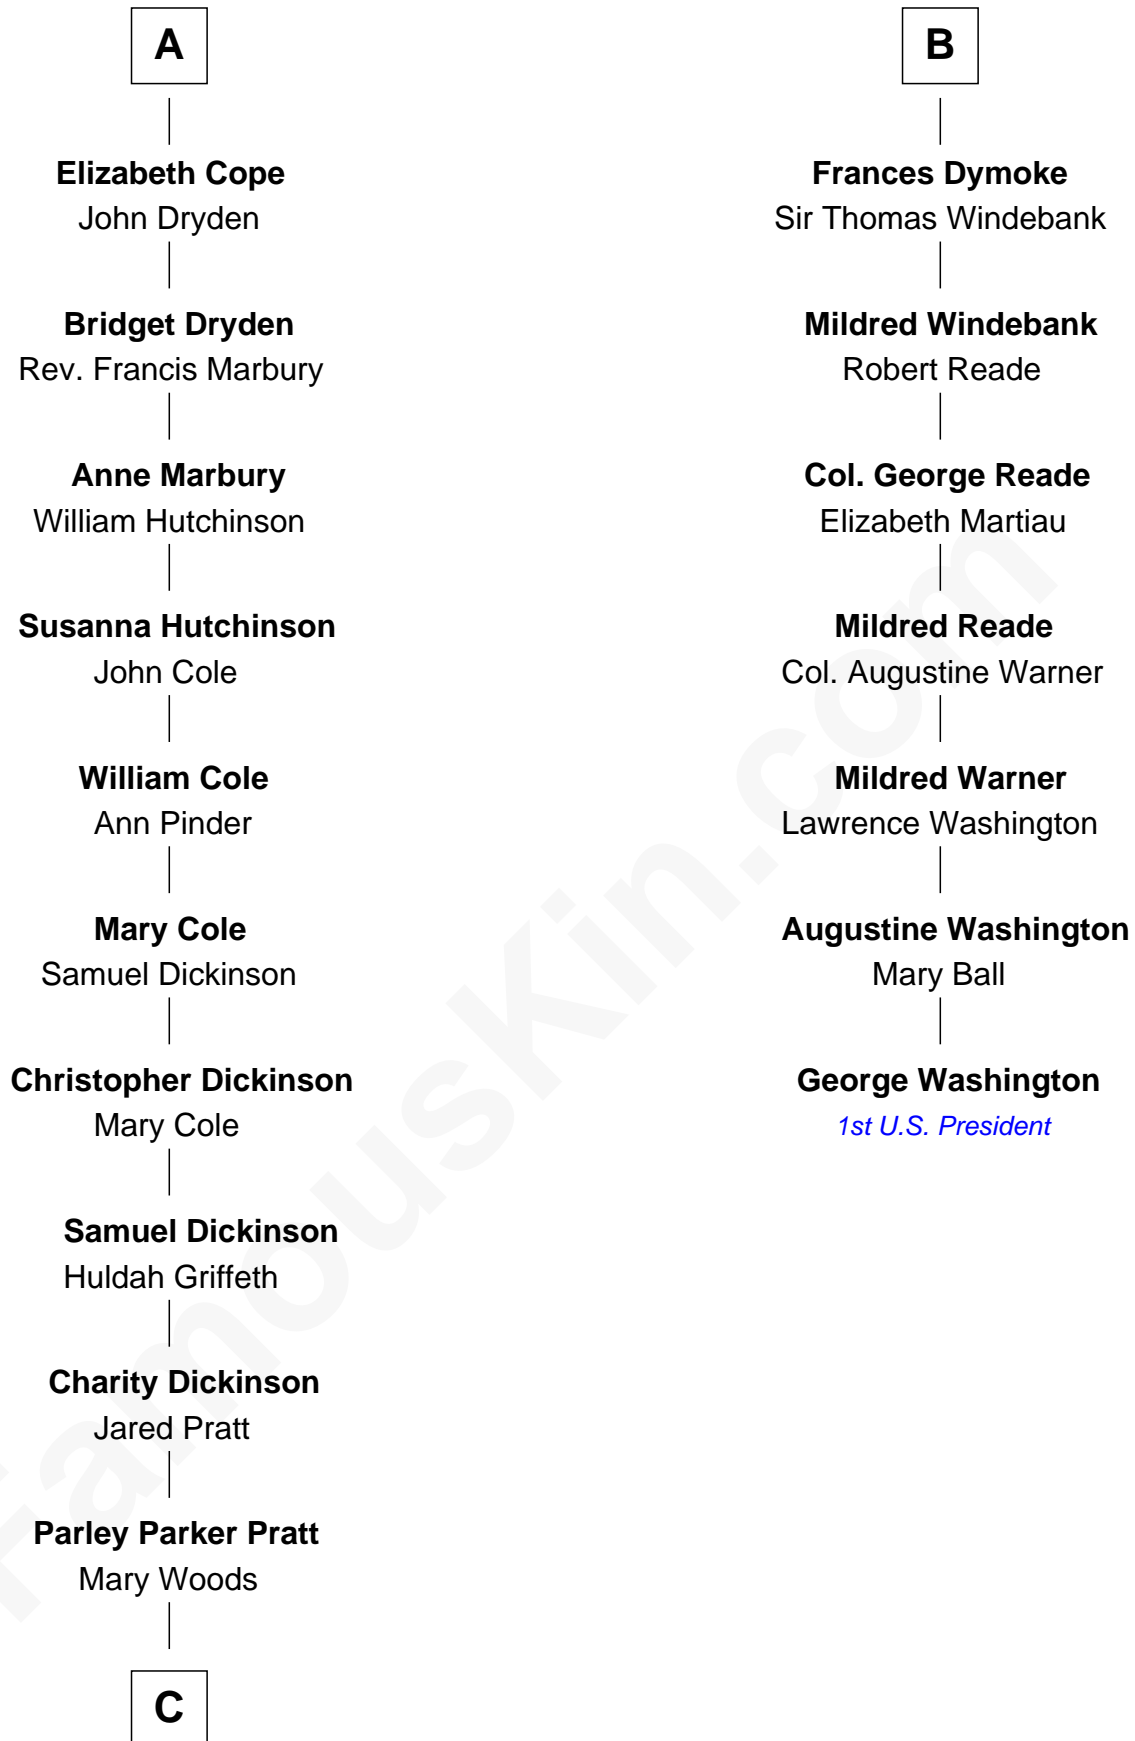 A
Elizabeth Cope
John Dryden
Bridget Dryden
Rev. Francis Marbury
Anne Marbury
William Hutchinson
Susanna Hutchinson
John Cole
William Cole
Ann Pinder
Mary Cole
Samuel Dickinson
Christopher Dickinson
Mary Cole
Samuel Dickinson
Huldah Griffeth
Charity Dickinson
Jared Pratt
Parley Parker Pratt
Mary Woods
C
B
Frances Dymoke
Sir Thomas Windebank
Mildred Windebank
Robert Reade
Col. George Reade
Elizabeth Martiau
Mildred Reade
Col. Augustine Warner
Mildred Warner
Lawrence Washington
Augustine Washington
Mary Ball
George Washington
1st U.S. President
FamousKin.com